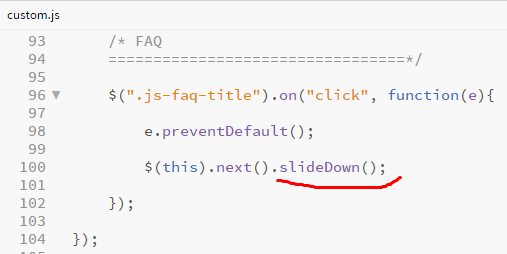 custom.js
93 /* FAQ
94 ================================*/
95
96 $(".js-faq-title").on("click", function(e){
97
98 e.preventDefault();
99
100 $(this).next().slideDown();
101
102 });
103
104 });
105